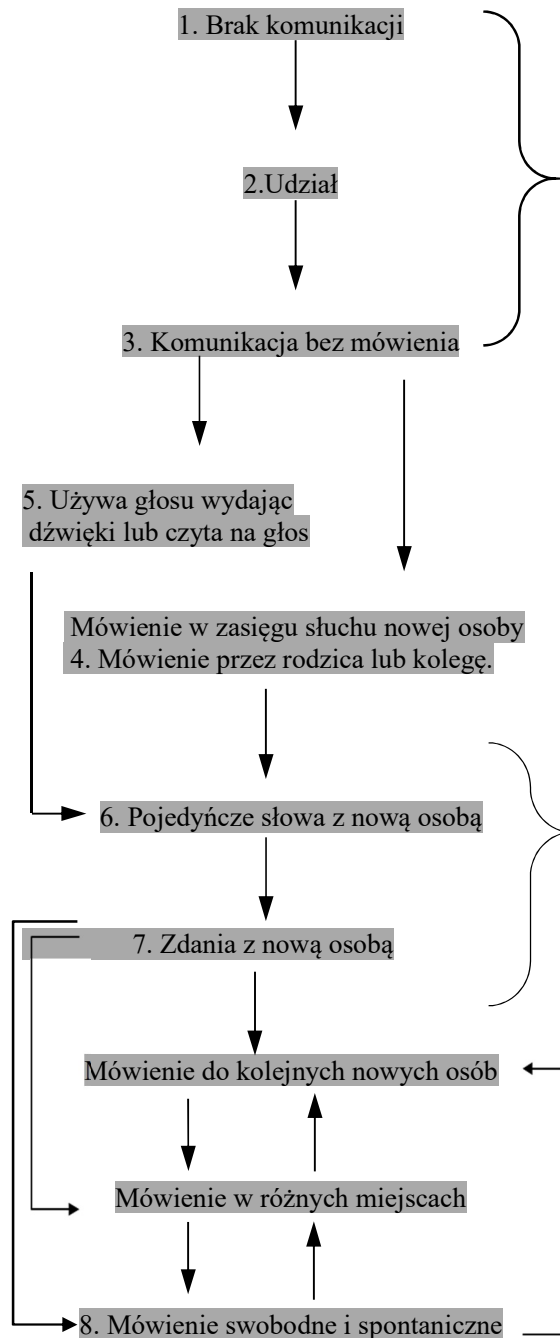 1. Brak komunikacji
2.Udział
3. Komunikacja bez mówienia
5. Używa głosu wydając
dźwięki lub czyta na głos
Mówienie w zasięgu słuchu nowej osoby
4. Mówienie przez rodzica lub kolegę.
6. Pojedyńcze słowa z nową osobą
7. Zdania z nową osobą
Mówienie do kolejnych nowych osób
Mówienie w różnych miejscach
8. Mówienie swobodne i spontaniczne